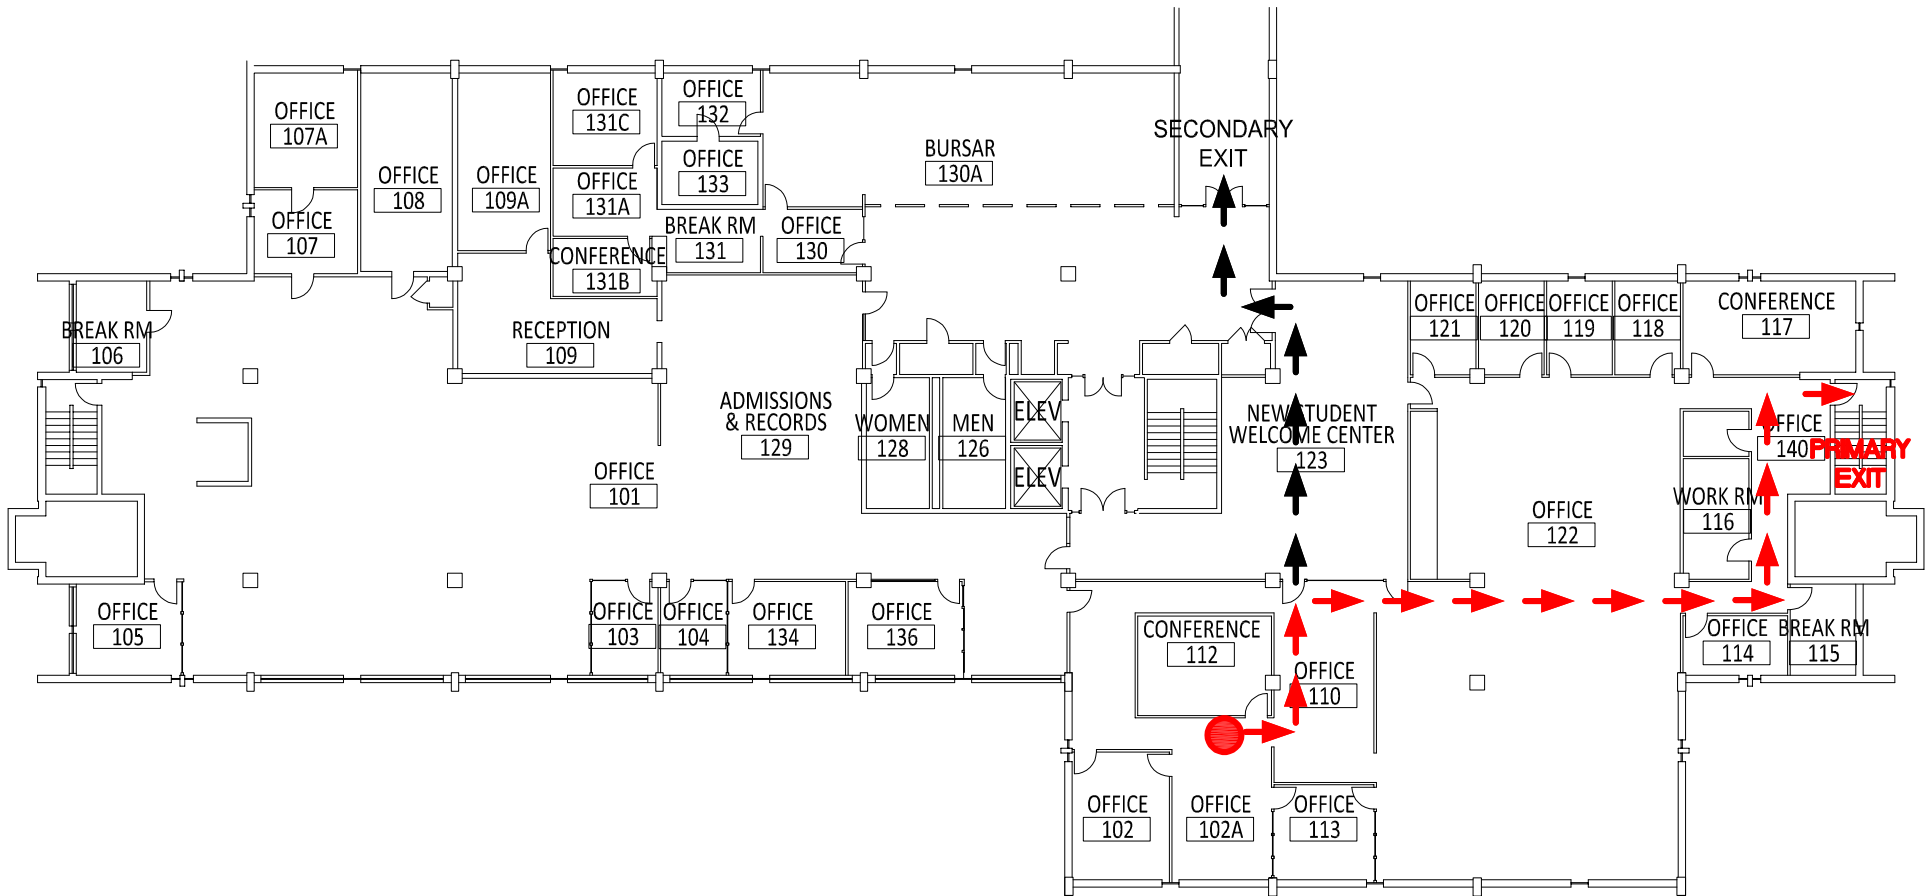 OFFICE
107A
OFFICE
107
OFFICE
108
OFFICE
109A
OFFICE
131C
OFFICE
131A
CONFERENCE
131B
OFFICE
132
OFFICE
133
BREAK RM
131
OFFICE
130
BURSAR
130A
SECONDARY
EXIT
BREAK RM
106
RECEPTION
109
ADMISSIONS
& RECORDS
129
OFFICE
101
WOMEN
128
MEN
126
ELEV
ELEV
NEW STUDENT
WELCOME CENTER
123
OFFICE
121
OFFICE
120
OFFICE
119
OFFICE
118
CONFERENCE
117
OFFICE
140
PRIMARY
EXIT
WORK RM
116
OFFICE
122
OFFICE
105
OFFICE
103
OFFICE
104
OFFICE
134
OFFICE
136
CONFERENCE
112
OFFICE
110
OFFICE
114
BREAK RM
115
OFFICE
102
OFFICE
102A
OFFICE
113